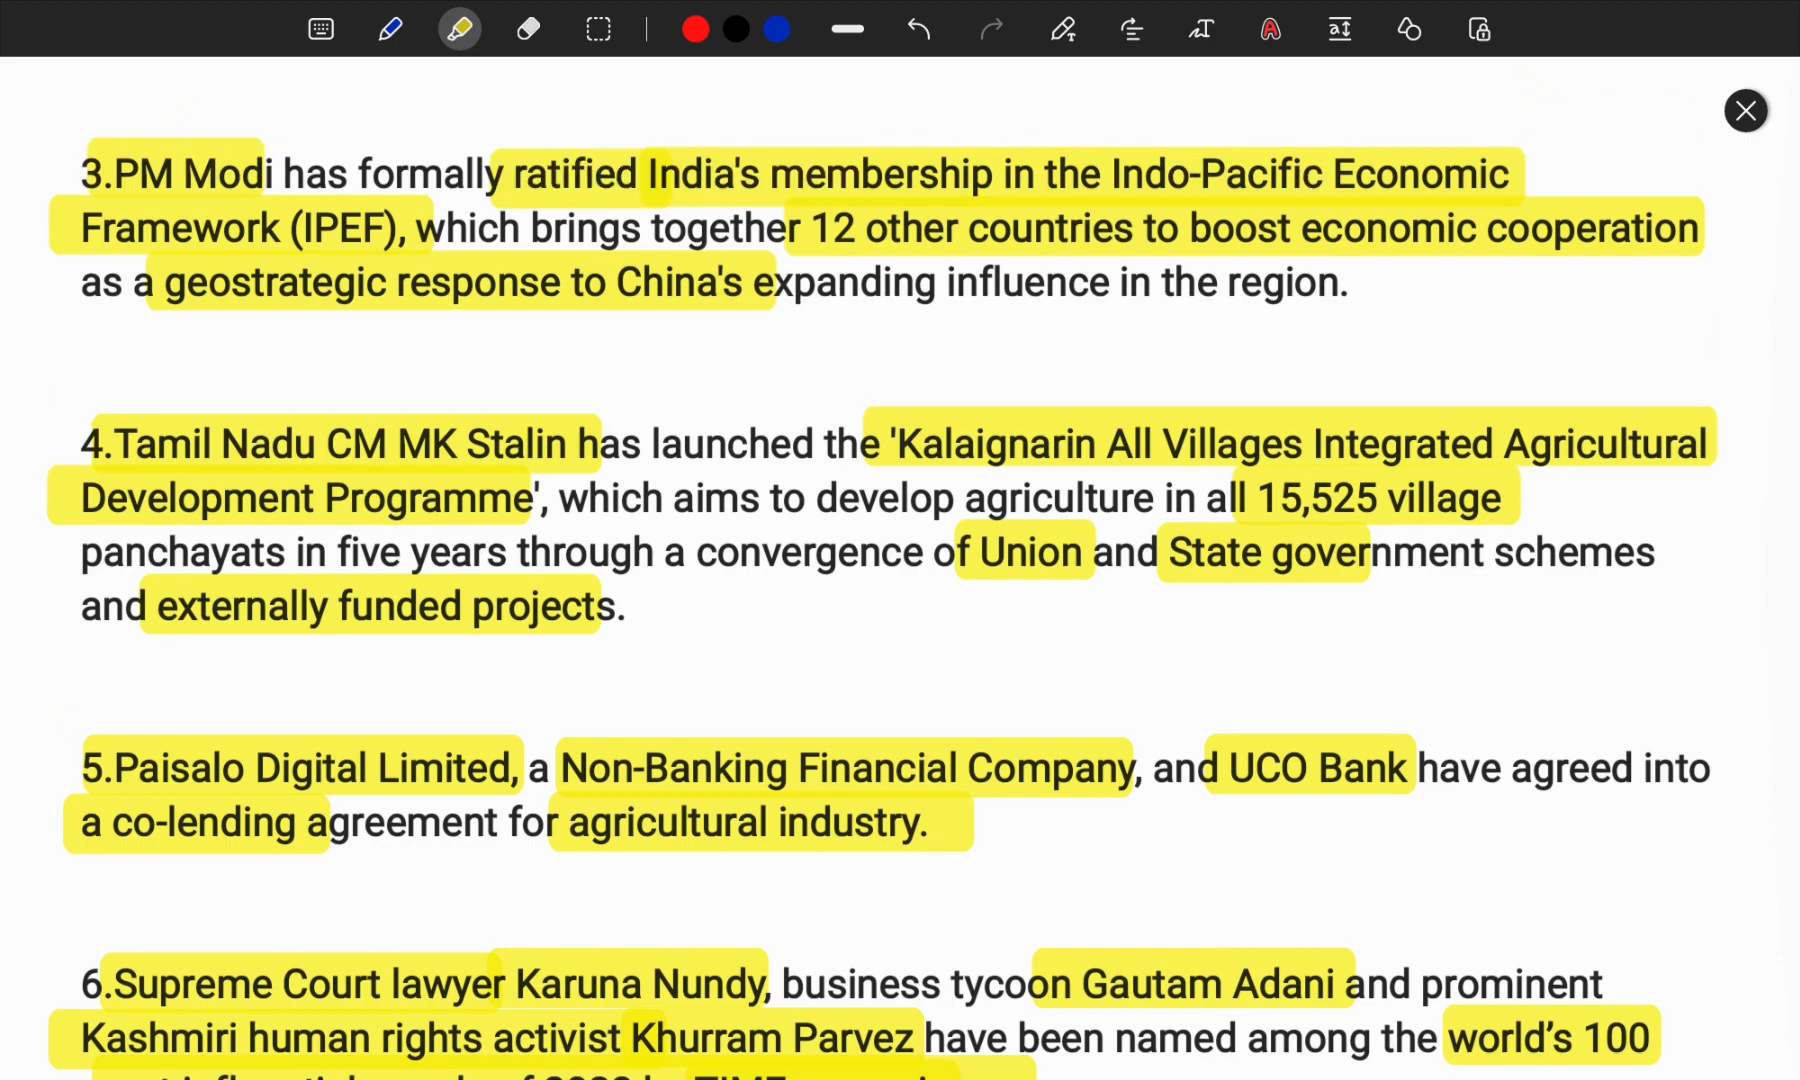 3.PM Modi has formally ratified India's membership in the Indo-Pacific Economic
Framework (IPEF), which brings together 12 other countries to boost economic cooperation
as a geostrategic response to China's expanding influence in the region.
4.Tamil Nadu CM MK Stalin has launched the 'Kalaignarin All Villages Integrated Agricultural
Development Programme', which aims to develop agriculture in all 15,525 village
panchayats in five years through a convergence of Union and State government schemes
and externally funded projects.
5.Paisalo Digital Limited, a Non-Banking Financial Company, and UCO Bank have agreed into
a co-lending agreement for agricultural industry.
6.Supreme Court lawyer Karuna Nundy, business tycoon Gautam Adani and prominent
Kashmiri human rights activist Khurram Parvez have been named among the world’s 100